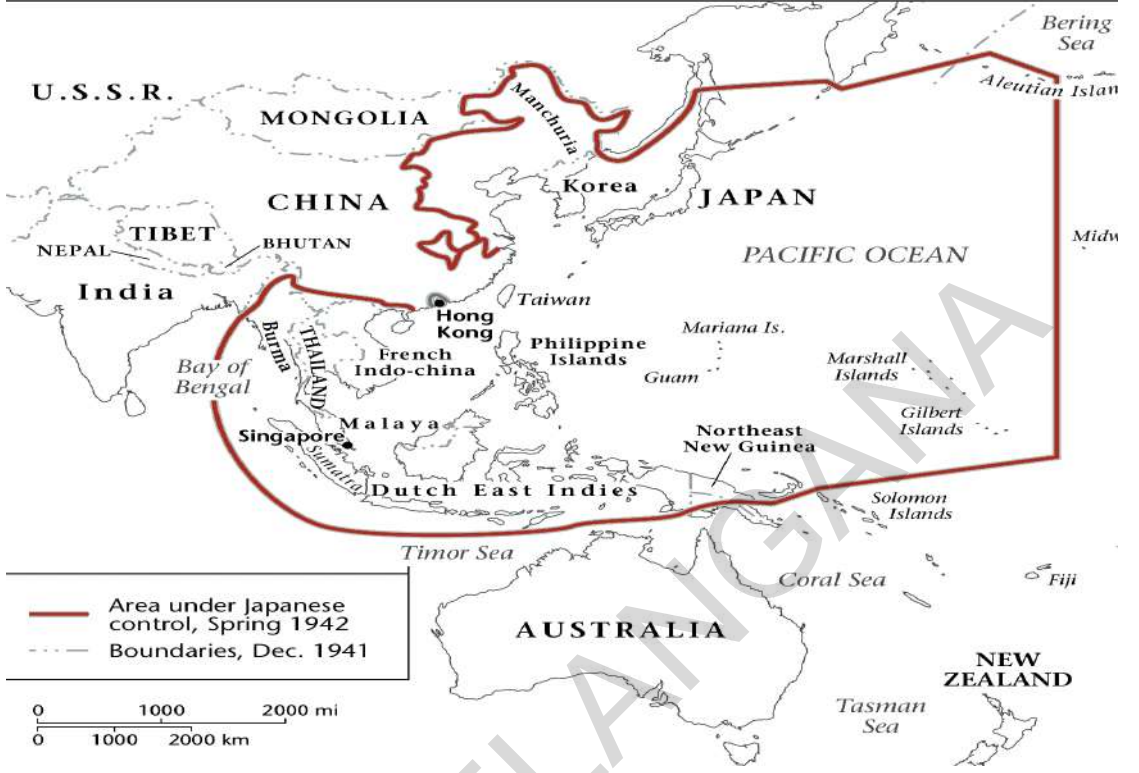 Bering
Sea
Aleutian Islan
U.S.S.R.
MONGOLIA
Manchuria
CHINA
Korea
JAPAN
TIBET
NEPAL
BHUTAN
PACIFIC OCEAN
Midw
India
Hong
Kong
Taiwan
Burma
THAILAND
French
Indo-china
Philippine
Islands
Mariana Is.
Guam
Marshall
Islands
Gilbert
Islands
Bay of
Bengal
Malaya
Singapore
Sumatra
Northeast
New Guinea
Dutch East Indies
Solomon
Islands
Timor Sea
Coral Sea
Fiji
AUSTRALIA
NEW
ZEALAND
Tasman
Sea
Area under Japanese
control, Spring 1942
Boundaries, Dec. 1941
0 1000 2000 mi
0 1000 2000 km
ELANGANA